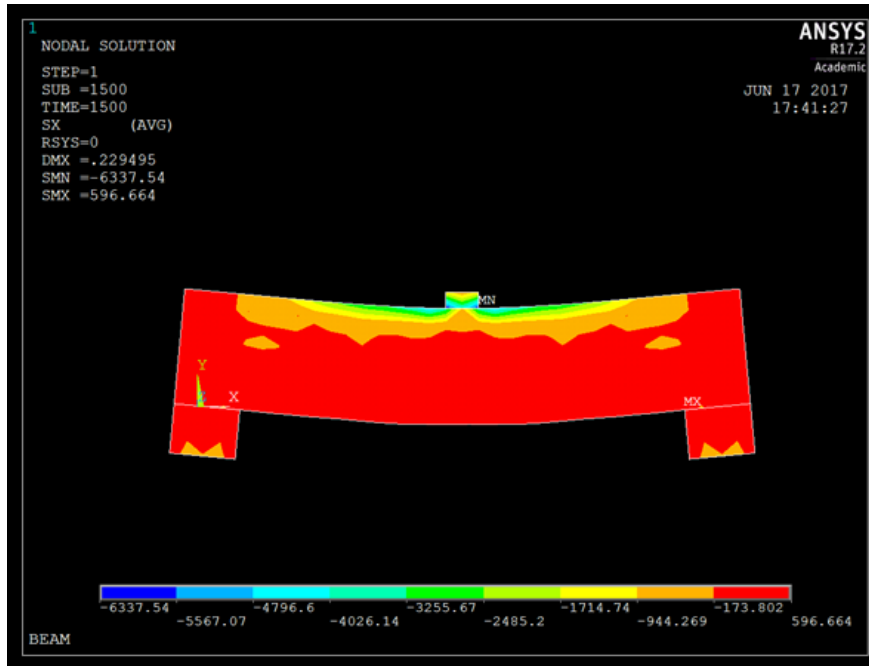 1
NODAL SOLUTION
STEP=1
SUB =1500
TIME=1500
SX (AVG)
RSYS=0
DMX =.229495
SMN =-6337.54
SMX =596.664
ANSYS
R17.2
Academic
JUN 17 2017
17:41:27
MN
Y
X
MX
-6337.54 -4796.6 -3255.67 -1714.74 -173.802
-5567.07 -4026.14 -2485.2 -944.269 596.664
BEAM